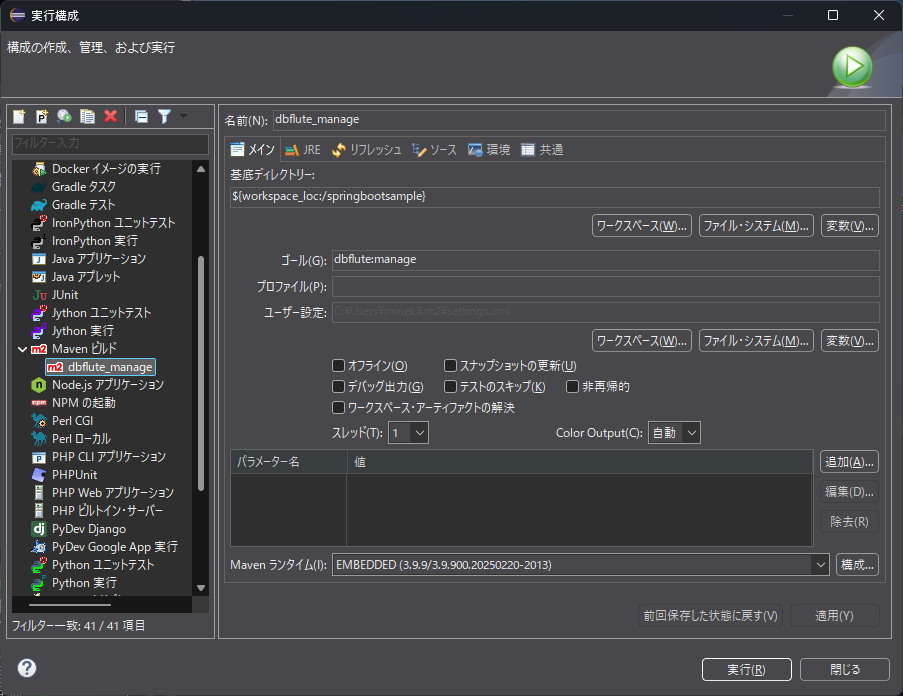 実行構成
構成の作成、管理、および実行
フィルター入力
Docker イメージの実行
Gradle タスク
Gradle テスト
IronPython ユニットテスト
IronPython 実行
Java アプリケーション
Java アプレット
JUnit
Jython ユニットテスト
Jython 実行
Maven ビルド
dbflute_manage
Node.js アプリケーション
NPM の起動
Perl CGI
Perl ローカル
PHP CLI アプリケーション
PHPUnit
PHP Web アプリケーション
PHP ビルトイン・サーバー
PyDev Django
PyDev Google App 実行
Python ユニットテスト
Python 実行
フィルター一致: 41 / 41 項目
名前(N): dbflute_manage
メイン JRE リフレッシュ ソース 環境 共通
基底ディレクトリー:
${workspace_loc:/springbootsample}
ワークスペース(W)... ファイル・システム(M)... 変数(V)...
ゴール(G): dbflute:manage
プロファイル(P):
ユーザー設定: C:¥Users¥minek¥.m2¥settings.xml
ワークスペース(W)... ファイル・システム(M)... 変数(V)...
オフライン(O) スナップショットの更新(U)
デバッグ出力(G) テストのスキップ(K) 非再帰的
ワークスペース・アーティファクトの解決
スレッド(T): 1 Color Output(C): 自動
パラメーター名 値 追加(A)...
編集(D)...
除去(R)
Maven ランタイム(I): EMBEDDED (3.9.9/3.9.900.20250220-2013) 構成...
前回保存した状態に戻す(V) 適用(Y)
実行(R) 閉じる